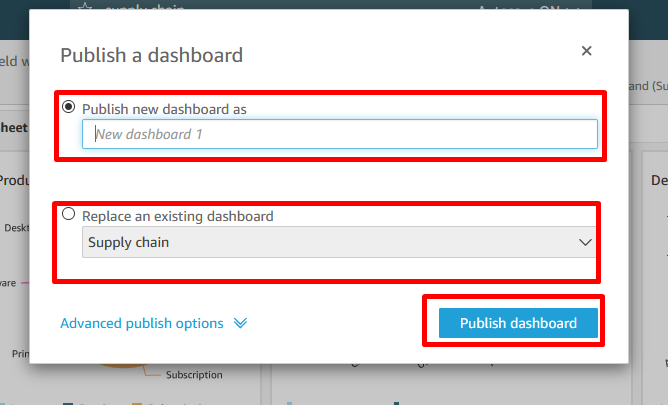 supply chain
Publish a dashboard
eld w
and (Su
Publish new dashboard as
heet
New dashboard 1
Produ
De
Replace an existing dashboard
Deskt
Supply chain
ware
Advanced publish options
Publish dashboard
Prin
Subscription